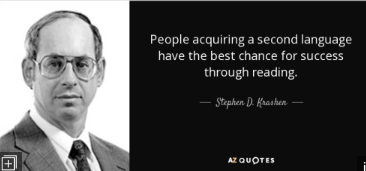 People acquiring a second language
have the best chance for success
through reading.
Stephen D. Krashen
AZ QUOTES